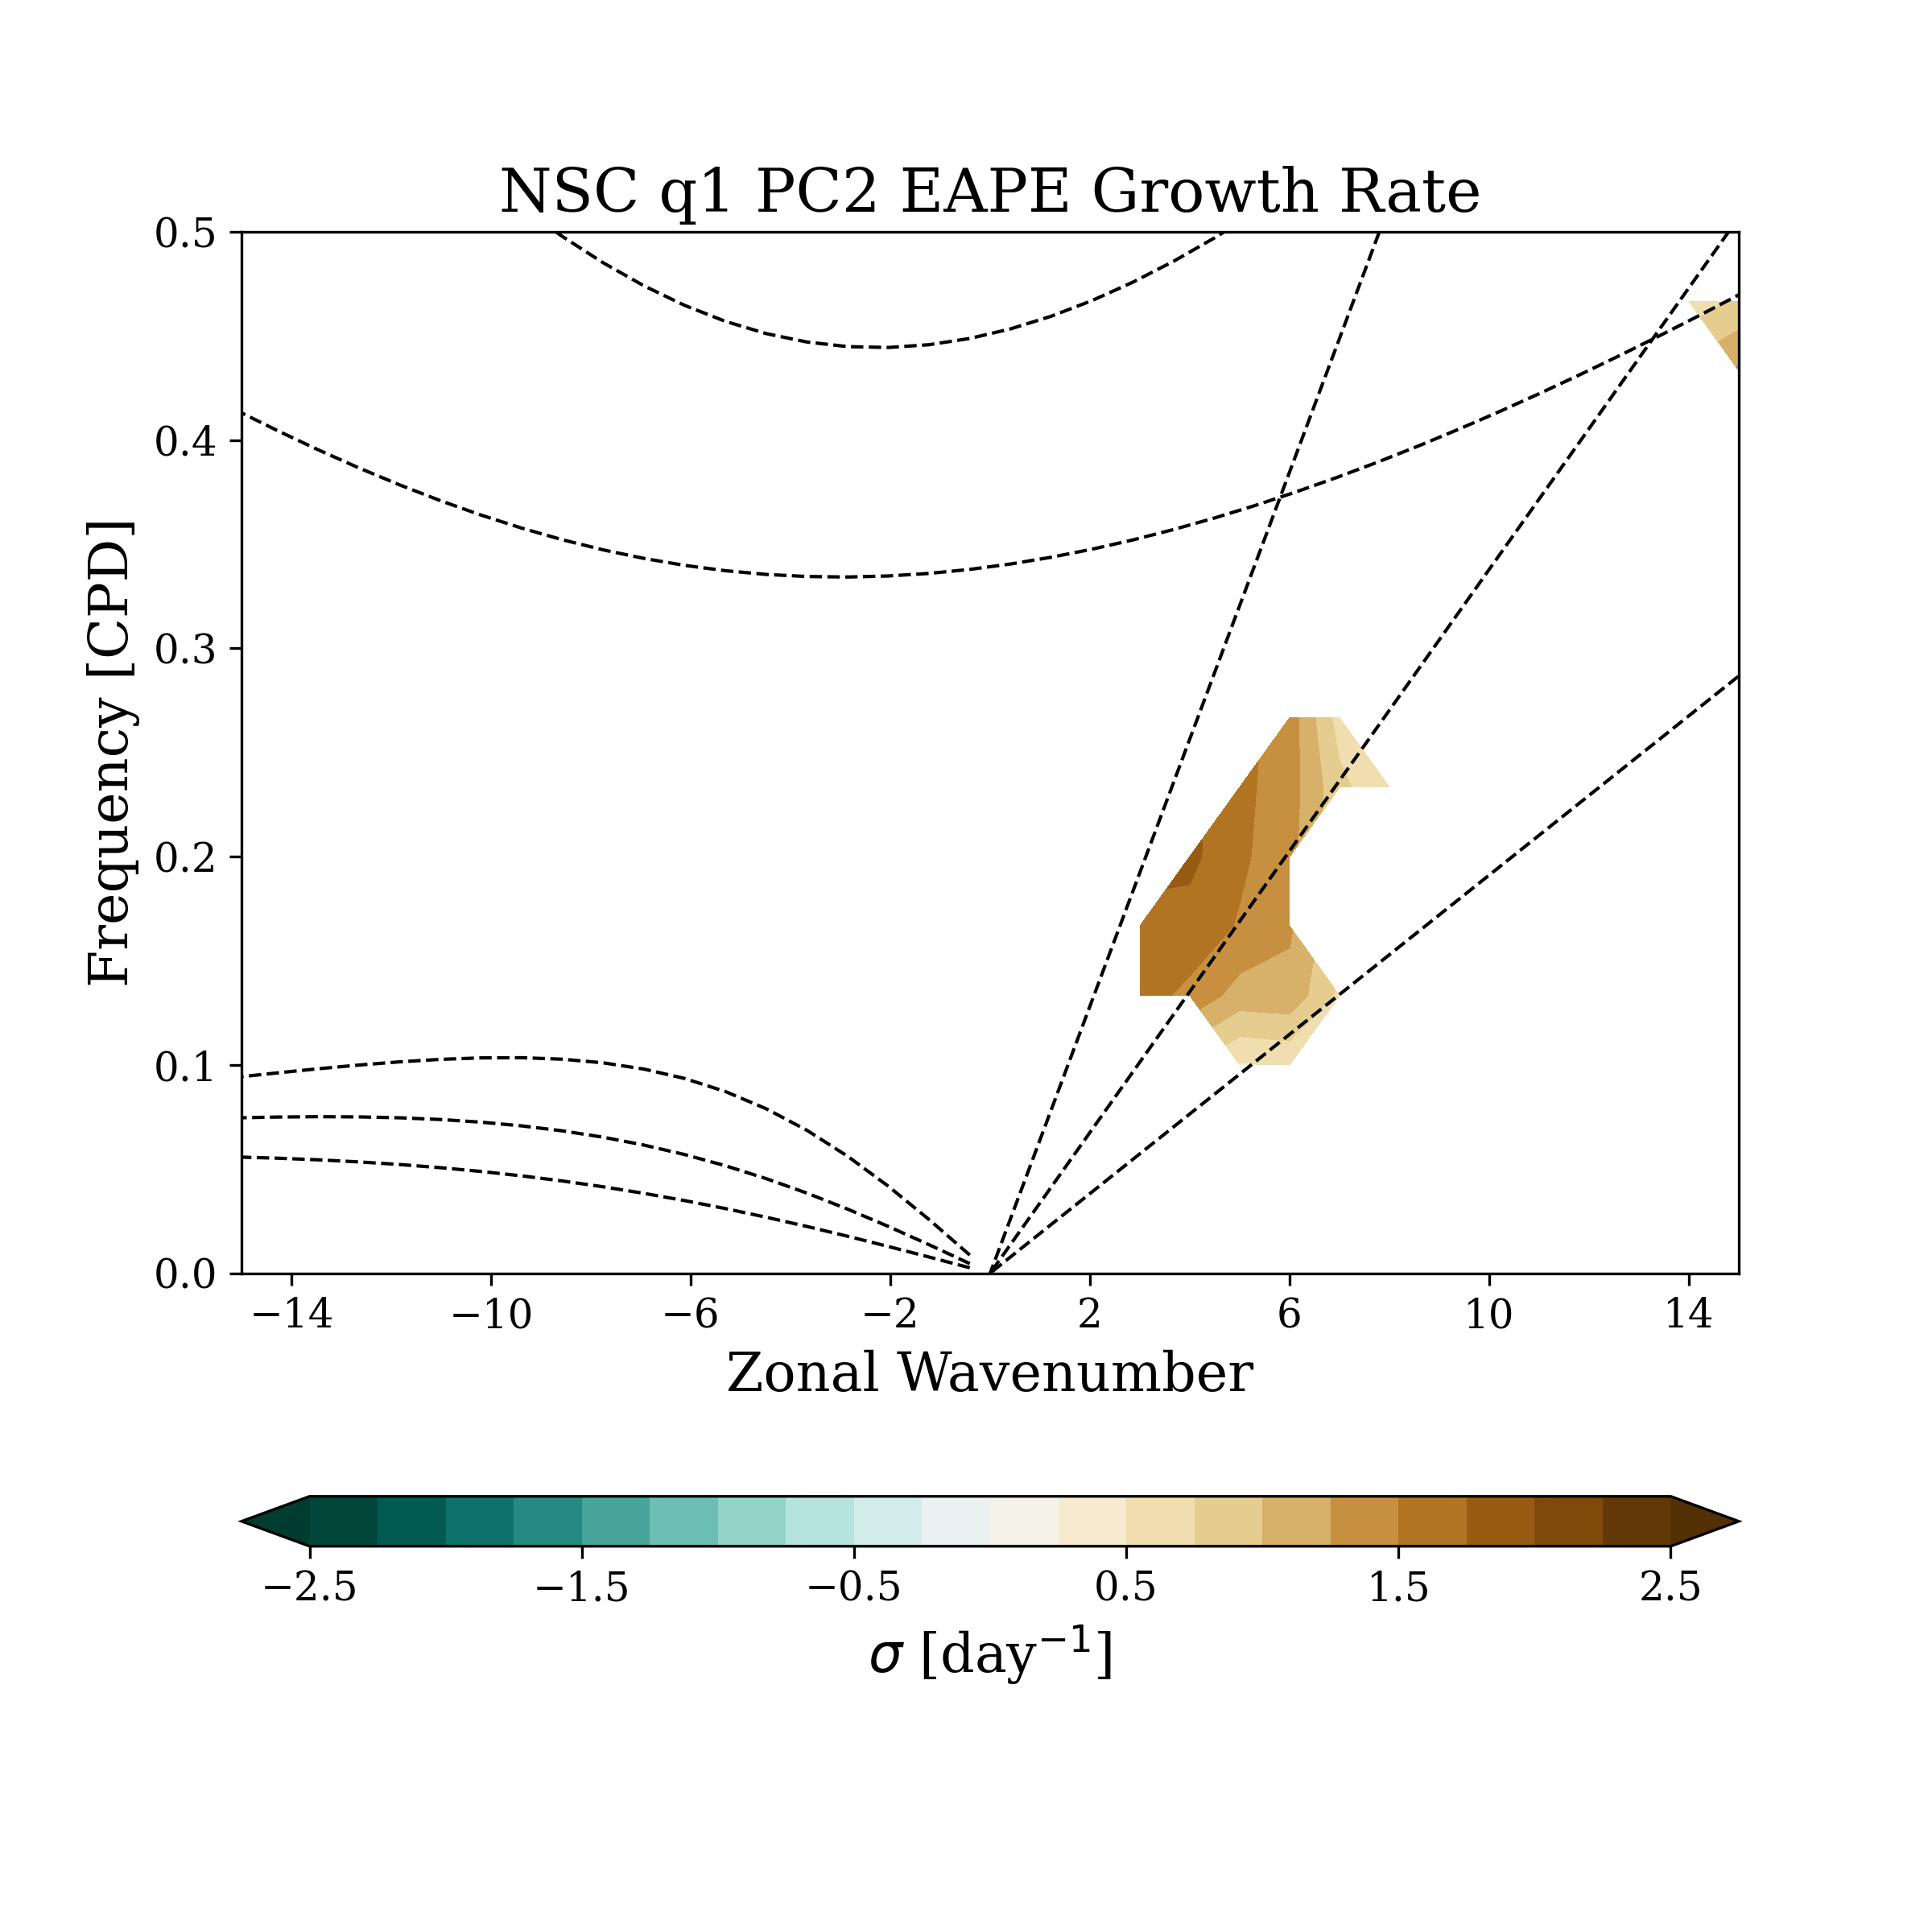 NSC q1 PC2 EAPE Growth Rate
0.5
0.4
0.3
0.2
0.1
0.0
Frequency [CPD]
−14 −10 −6 −2 2 6 10 14
Zonal Wavenumber
−2.5 −1.5 −0.5 0.5 1.5 2.5
σ [day⁻¹]